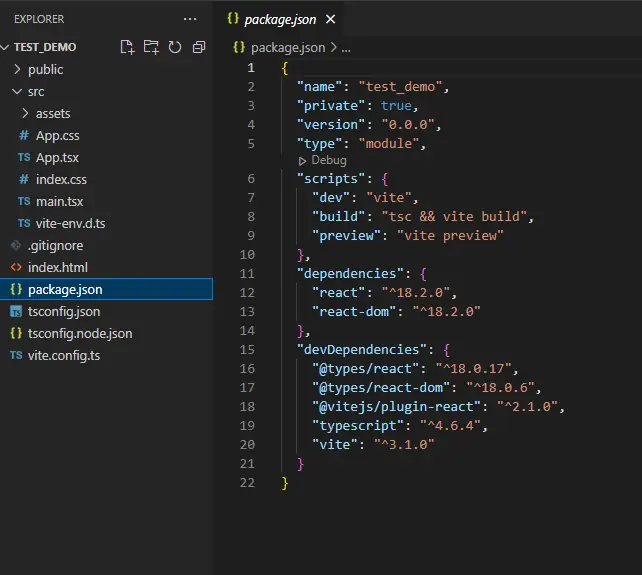 EXPLORER
TEST_DEMO
public
src
assets
# App.css
TS App.tsx
# index.css
TS main.tsx
TS vite-env.d.ts
.gitignore
<> index.html
{} package.json
tsconfig.json
{} tsconfig.node.json
TS vite.config.ts
{} package.json
{} package.json > ...
1 {
2 "name": "test_demo",
3 "private": true,
4 "version": "0.0.0",
5 "type": "module",
Debug
6 "scripts": {
7 "dev": "vite",
8 "build": "tsc && vite build",
9 "preview": "vite preview"
10 },
11 "dependencies": {
12 "react": "^18.2.0",
13 "react-dom": "^18.2.0"
14 },
15 "devDependencies": {
16 "@types/react": "^18.0.17",
17 "@types/react-dom": "^18.0.6",
18 "@vitejs/plugin-react": "^2.1.0",
19 "typescript": "^4.6.4",
20 "vite": "^3.1.0"
21 }
22 }